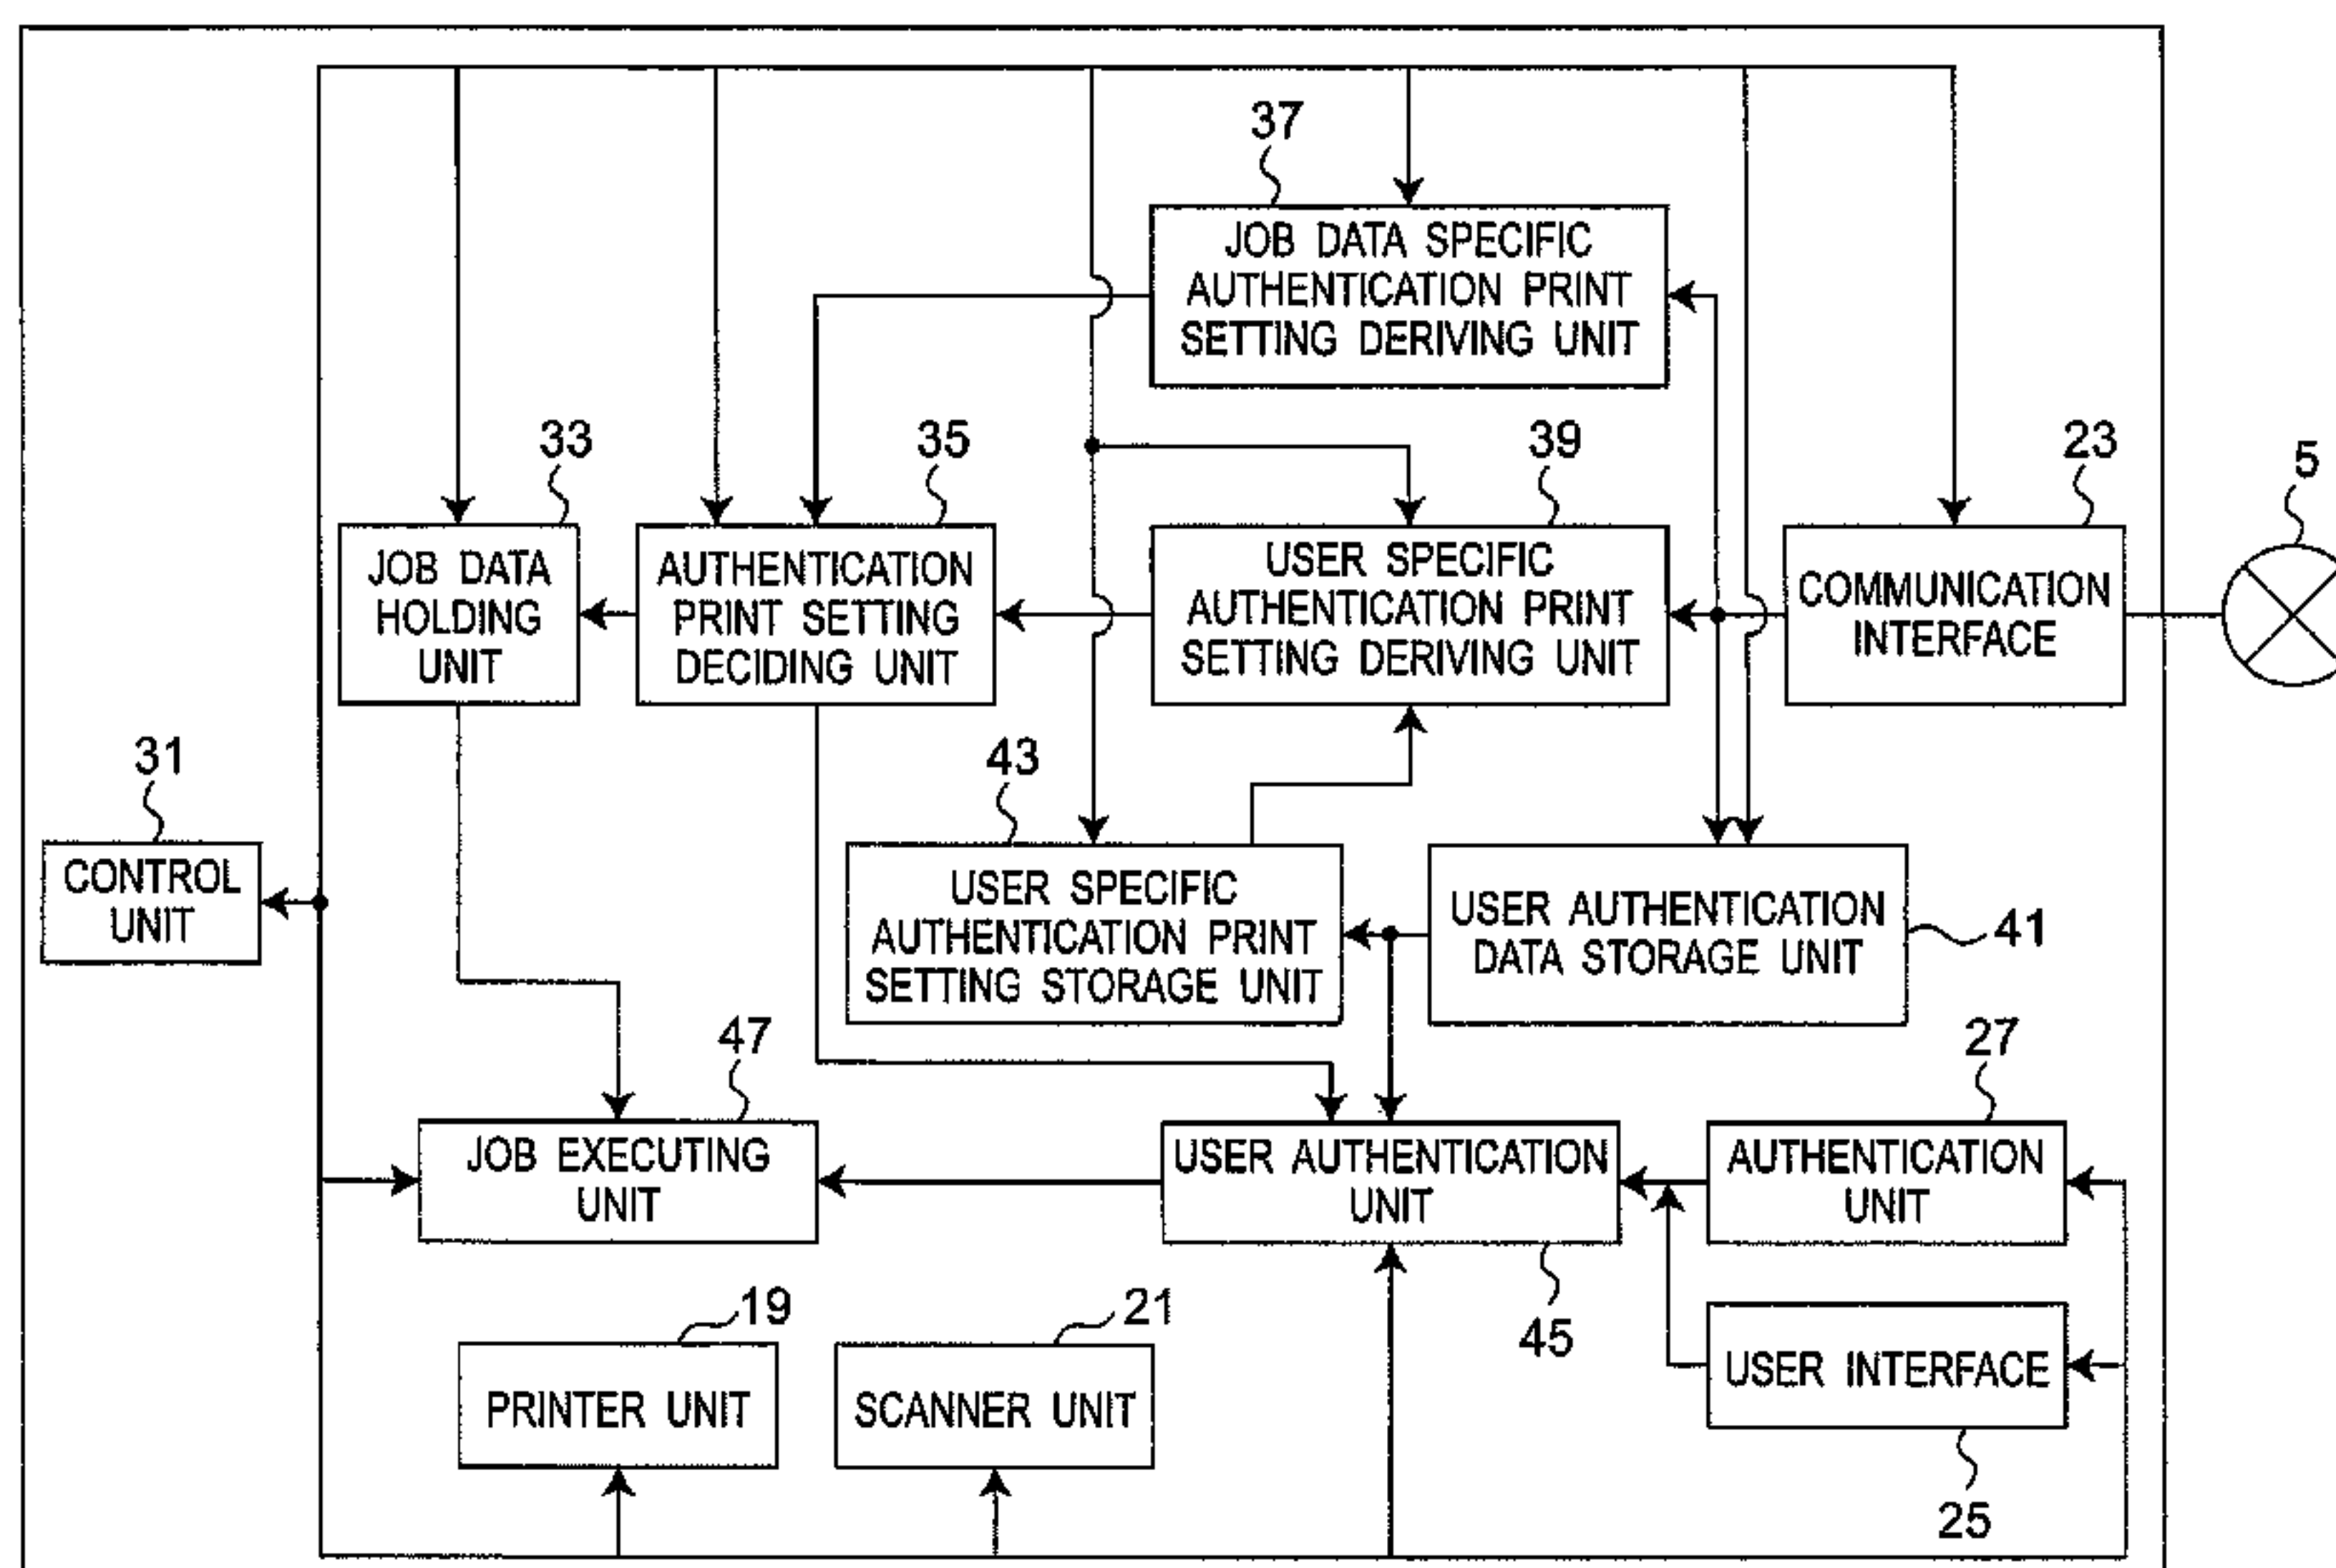 37
JOB DATA SPECIFIC
AUTHENTICATION PRINT
SETTING DERIVING UNIT
33
JOB DATA
HOLDING
UNIT
35
AUTHENTICATION
PRINT SETTING
DECIDING UNIT
39
USER SPECIFIC
AUTHENTICATION PRINT
SETTING DERIVING UNIT
23
COMMUNICATION
INTERFACE
5
31
CONTROL
UNIT
43
USER SPECIFIC
AUTHENTICATION PRINT
SETTING STORAGE UNIT
USER AUTHENTICATION
DATA STORAGE UNIT
41
47
JOB EXECUTING
UNIT
USER AUTHENTICATION
UNIT
45
27
AUTHENTICATION
UNIT
19
PRINTER UNIT
21
SCANNER UNIT
USER INTERFACE
25